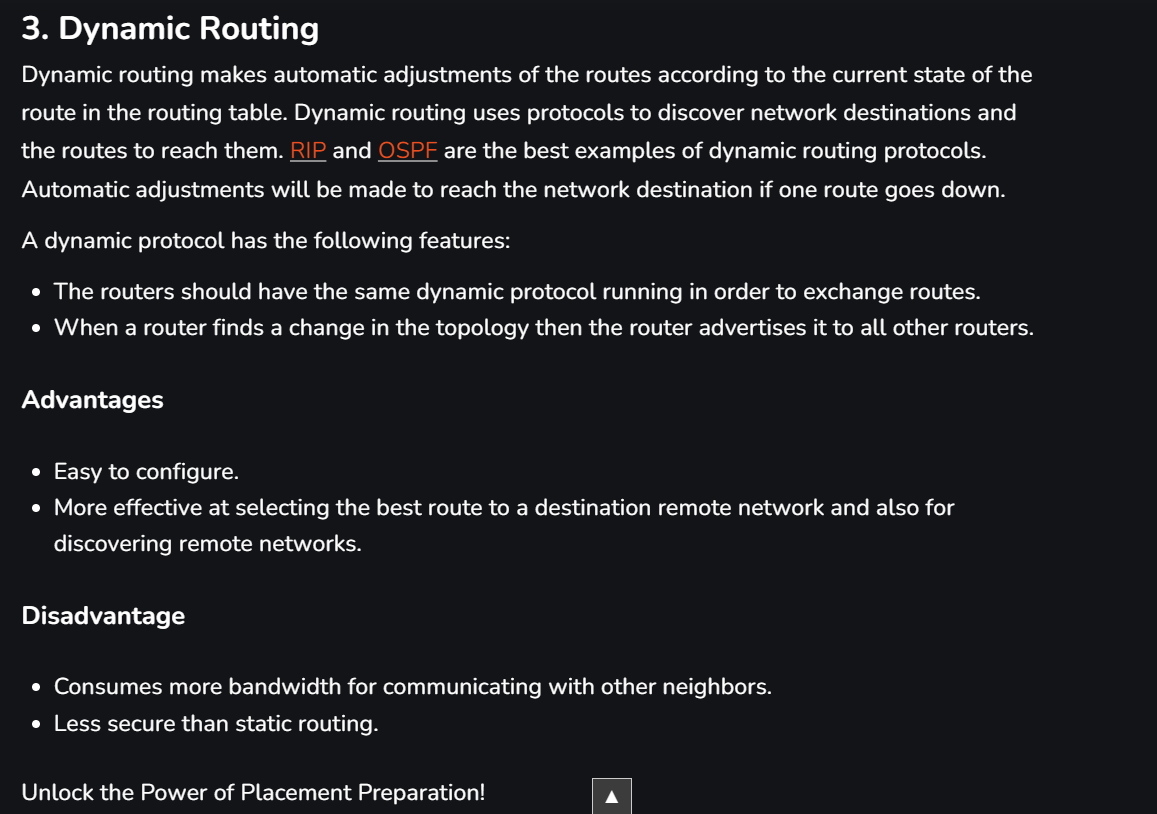 3. Dynamic Routing
Dynamic routing makes automatic adjustments of the routes according to the current state of the
route in the routing table. Dynamic routing uses protocols to discover network destinations and
the routes to reach them. RIP and OSPF are the best examples of dynamic routing protocols.
Automatic adjustments will be made to reach the network destination if one route goes down.
A dynamic protocol has the following features:
• The routers should have the same dynamic protocol running in order to exchange routes.
• When a router finds a change in the topology then the router advertises it to all other routers.
Advantages
• Easy to configure.
• More effective at selecting the best route to a destination remote network and also for
discovering remote networks.
Disadvantage
• Consumes more bandwidth for communicating with other neighbors.
• Less secure than static routing.
Unlock the Power of Placement Preparation!